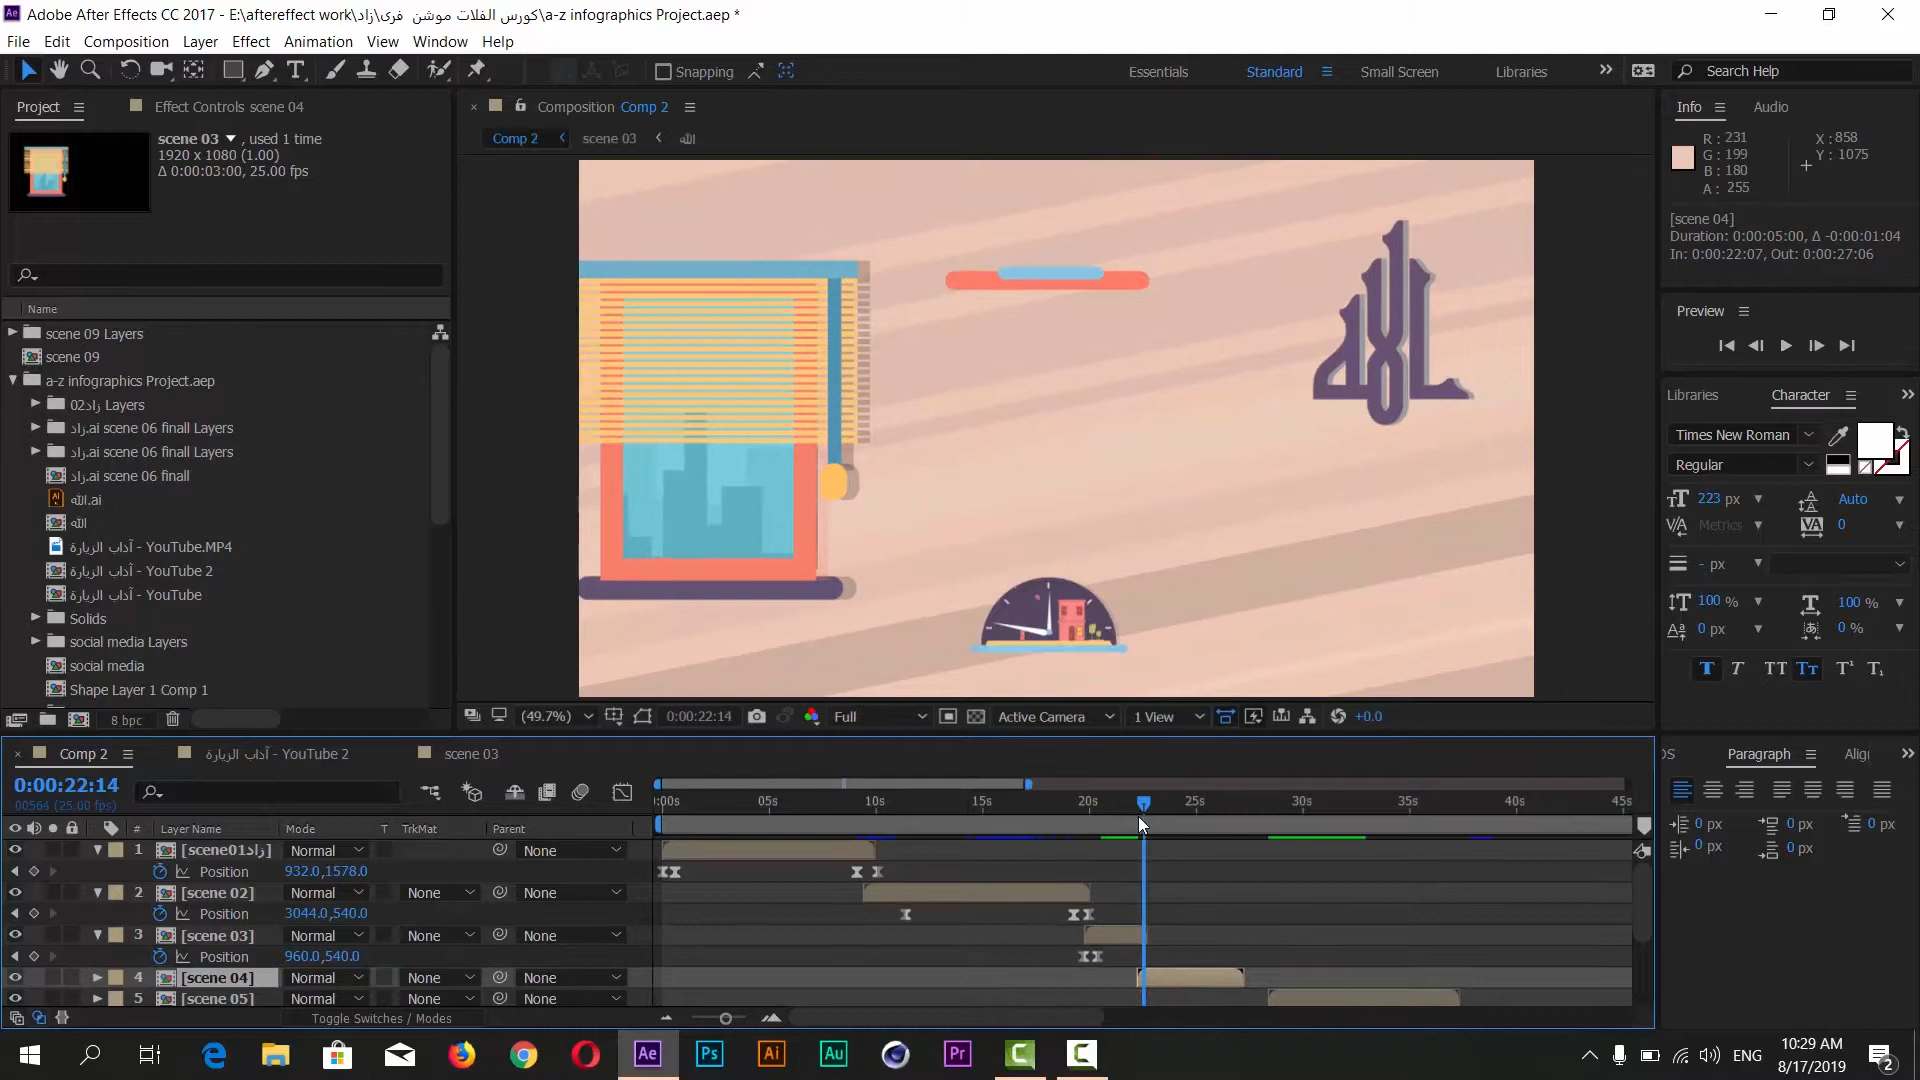 Adobe After Effects CC 2017 - E:\aftereffect work\زاد\كورس الفلات موشن فرى\a-z infographics Project.aep *
File Edit Composition Layer Effect Animation View Window Help
Snapping
Essentials Standard Small Screen Libraries Search Help
Project Effect Controls scene 04
scene 03 , used 1 time
1920 x 1080 (1.00)
Δ 0:00:03:00, 25.00 fps
Name
scene 09 Layers
scene 09
a-z infographics Project.aep
زاد02 Layers
زاد.ai scene 06 finall Layers
زاد.ai scene 06 finall Layers
زاد.ai scene 06 finall
الله.ai
الله
آداب الزيارة - YouTube.MP4
آداب الزيارة - YouTube 2
آداب الزيارة - YouTube
Solids
social media Layers
social media
Shape Layer 1 Comp 1
8 bpc
Composition Comp 2
Comp 2 scene 03 الله
الله
(49.7%) 0:00:22:14 Full Active Camera 1 View +0.0
Info Audio
R : 231
G : 199
B : 180
A : 255
X : 858
Y : 1075
[scene 04]
Duration: 0:00:05:00, Δ -0:00:01:04
In: 0:00:22:07, Out: 0:00:27:06
Preview
Libraries Character
Times New Roman
Regular
223 px Auto
Metrics 0
- px
100 % 100 %
0 px 0 %
Paragraph Alig
0 px 0 px 0 px
0 px 0 px
Comp 2 آداب الزيارة - YouTube 2 scene 03
0:00:22:14
00564 (25.00 fps)
:00s 05s 10s 15s 20s 25s 30s 35s 40s 45s
# Layer Name Mode T TrkMat Parent
1 [scene01زاد] Normal None
Position 932.0,1578.0
2 [scene 02] Normal None None
Position 3044.0,540.0
3 [scene 03] Normal None None
Position 960.0,540.0
4 [scene 04] Normal None None
5 [scene 05] Normal None None
Toggle Switches / Modes
ENG
10:29 AM
8/17/2019
2